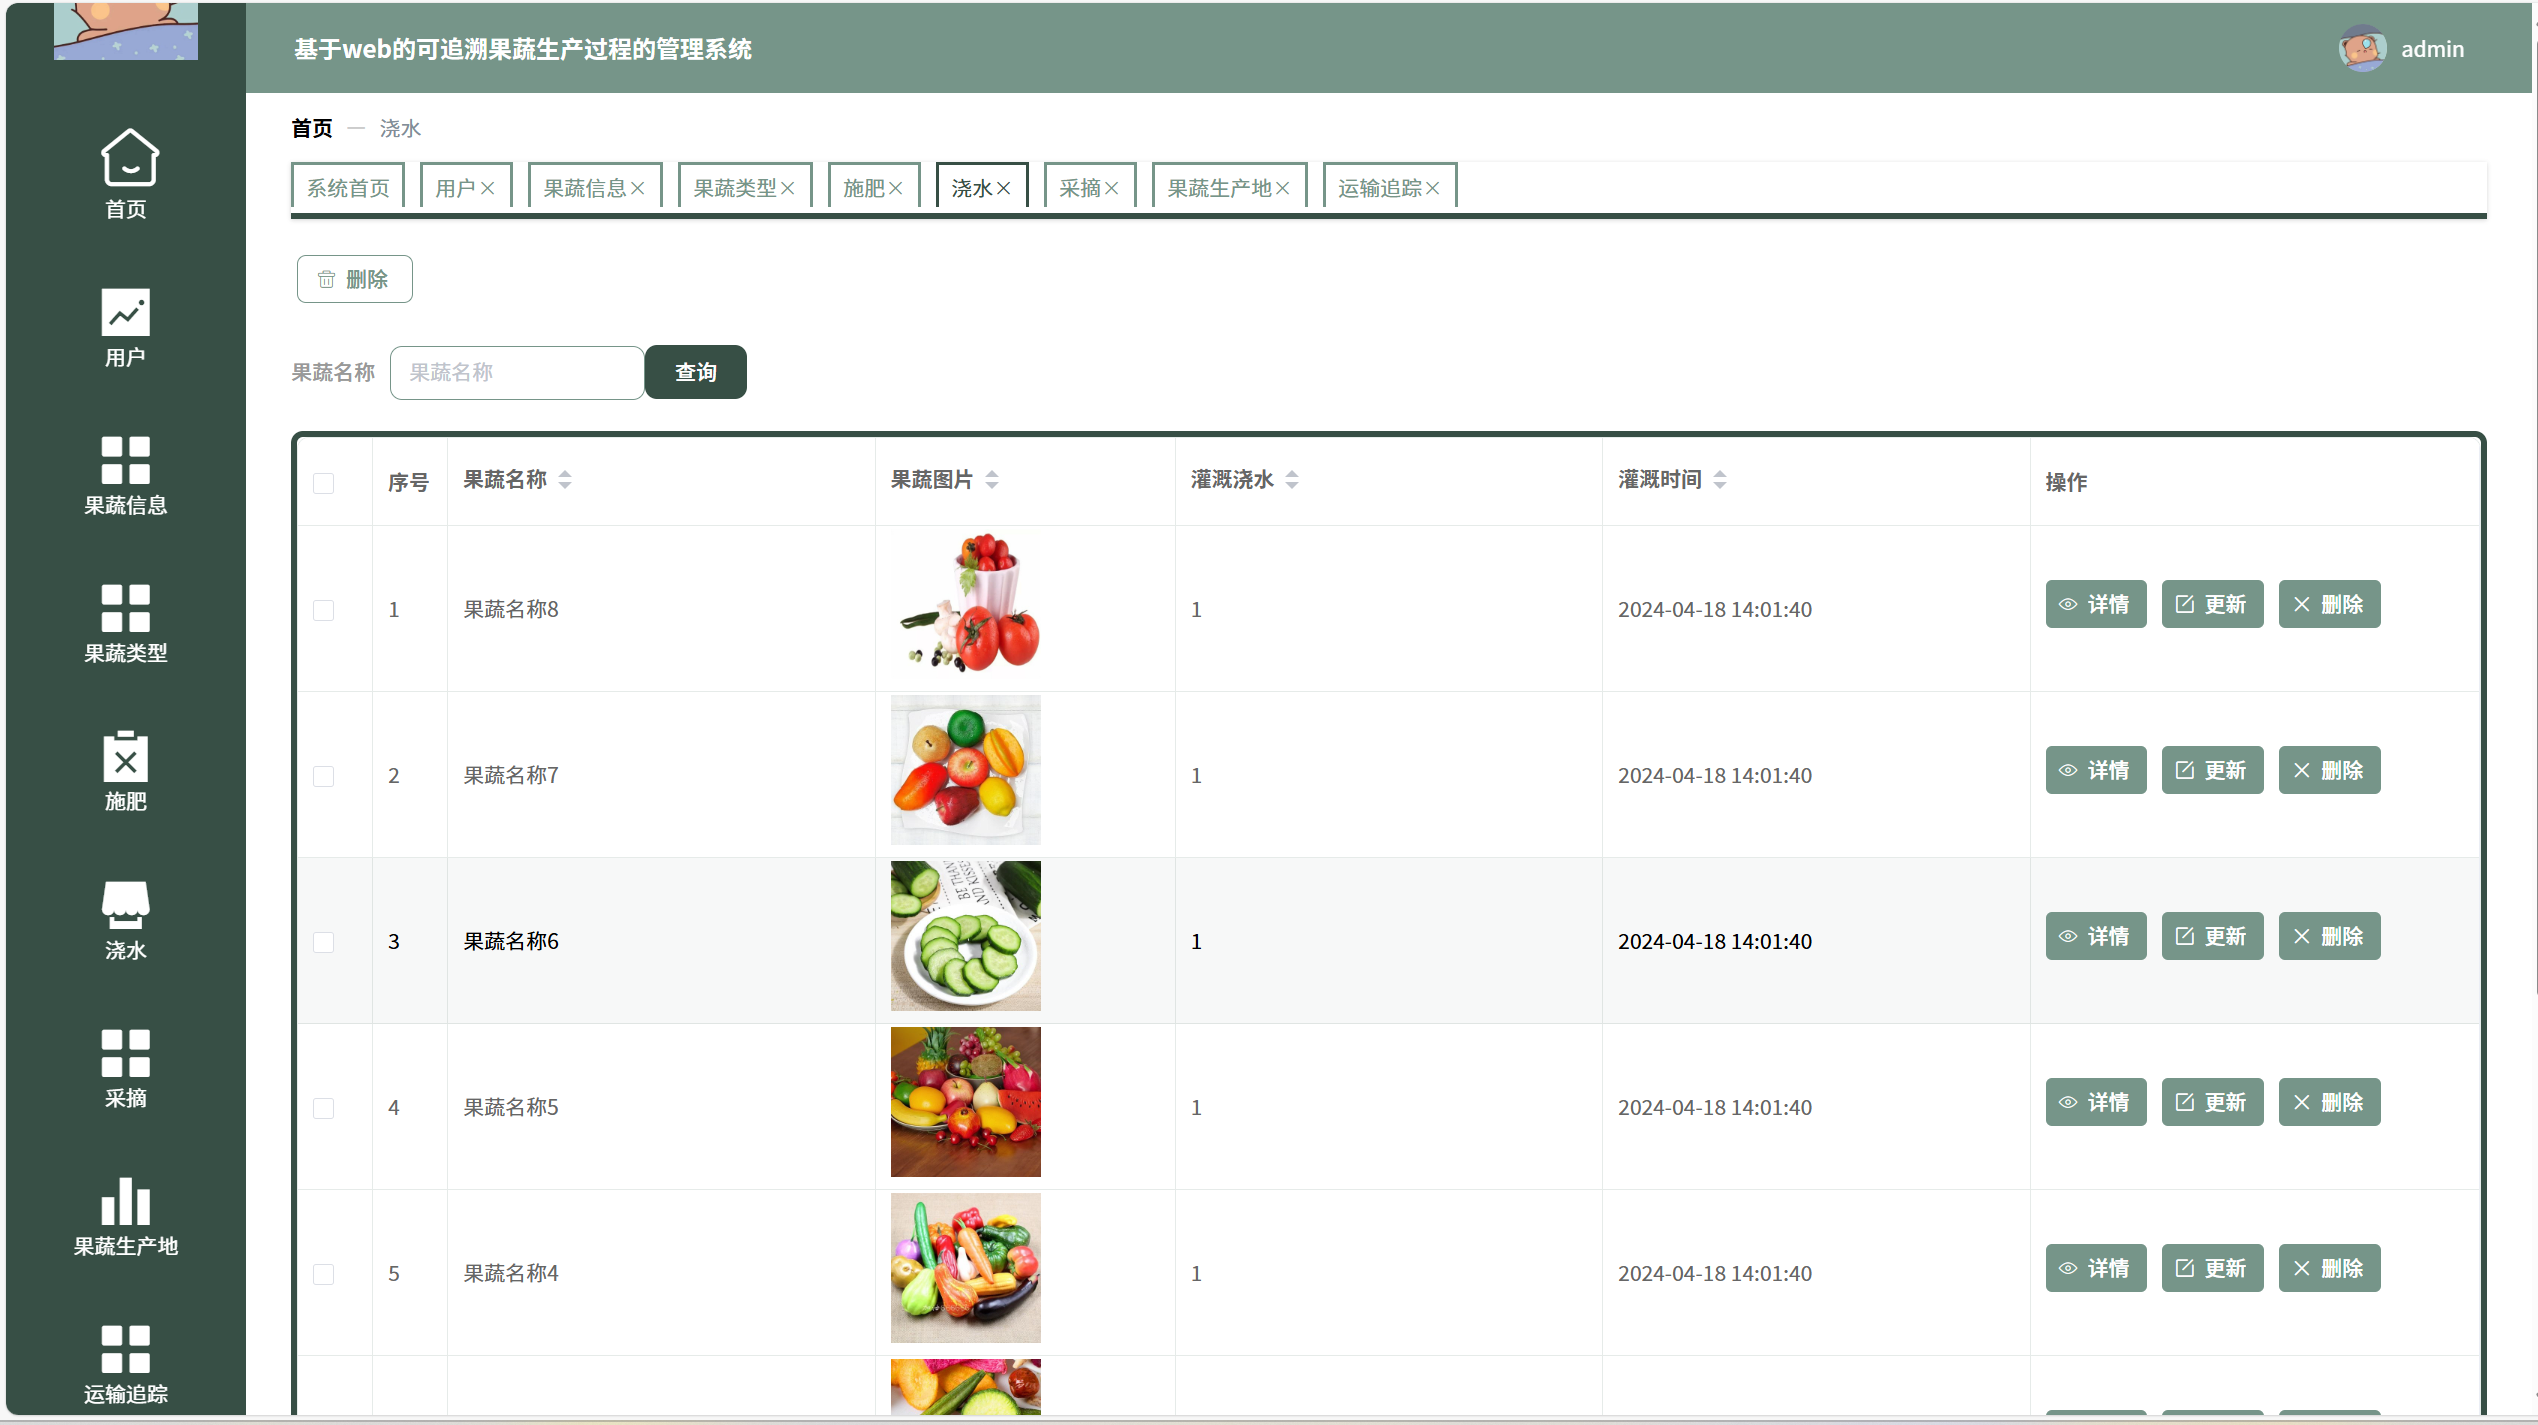 基于web的可追溯果蔬生产过程的管理系统
admin
首页
用户
果蔬信息
果蔬类型
施肥
浇水
采摘
果蔬生产地
运输追踪
首页 — 浇水
系统首页 用户 果蔬信息 果蔬类型 施肥 浇水 采摘 果蔬生产地 运输追踪
删除
果蔬名称 果蔬名称 查询
序号 果蔬名称 果蔬图片 灌溉浇水 灌溉时间 操作
1 果蔬名称8 1 2024-04-18 14:01:40 详情 更新 删除
2 果蔬名称7 1 2024-04-18 14:01:40 详情 更新 删除
BE THAN
3 果蔬名称6 1 2024-04-18 14:01:40 详情 更新 删除
4 果蔬名称5 1 2024-04-18 14:01:40 详情 更新 删除
5 果蔬名称4 1 2024-04-18 14:01:40 详情 更新 删除